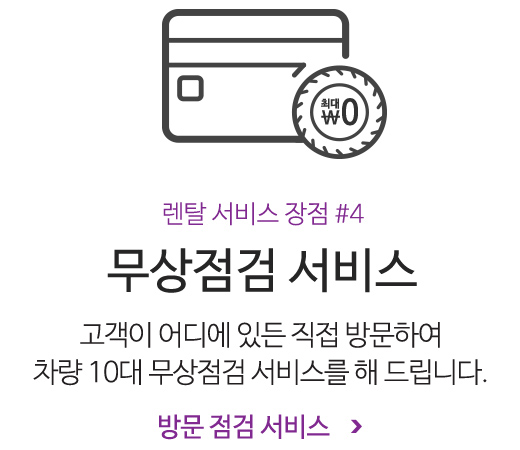 최대
₩0
렌탈 서비스 장점 #4
무상점검 서비스
고객이 어디에 있든 직접 방문하여
차량 10대 무상점검 서비스를 해 드립니다.
방문 점검 서비스 >